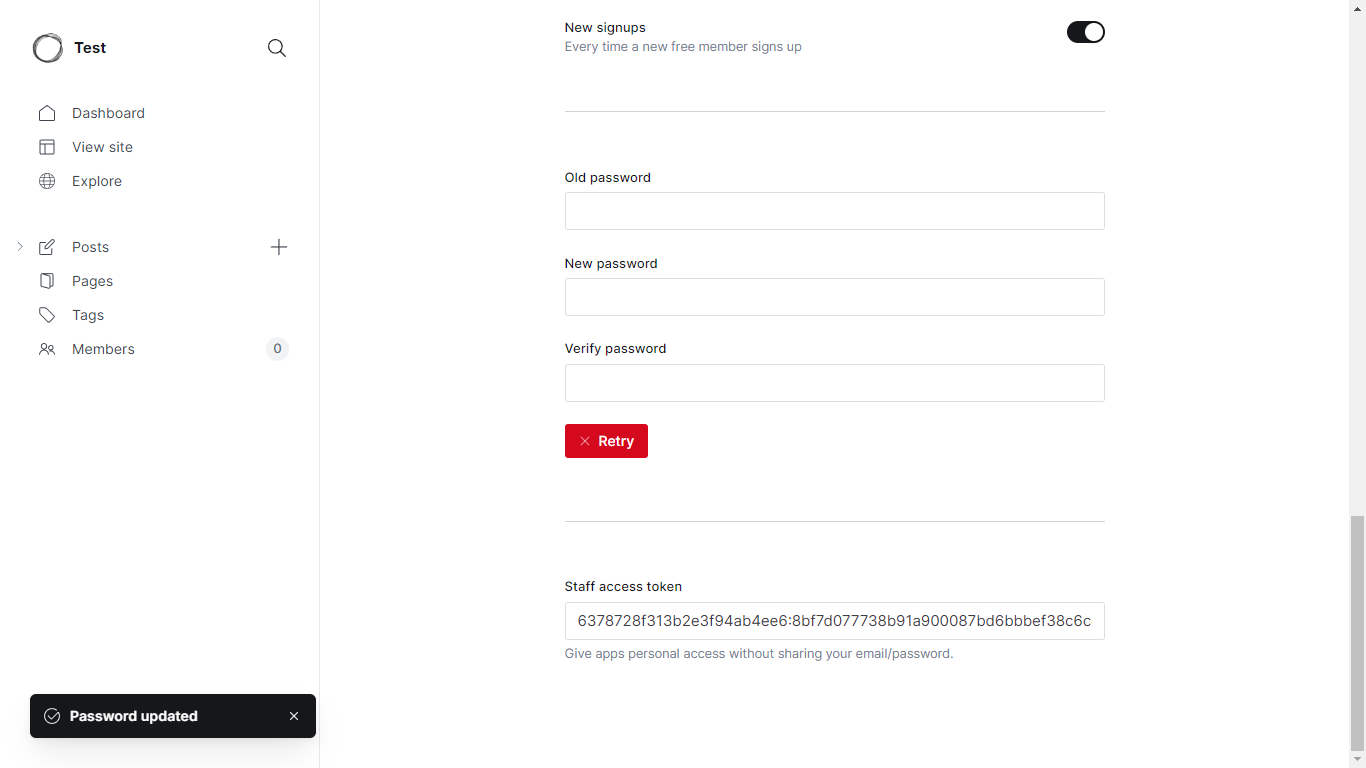 Test
Dashboard
View site
Explore
Posts
Pages
Tags
Members
0
New signups
Every time a new free member signs up
Old password
New password
Verify password
Retry
Staff access token
6378728f313b2e3f94ab4ee6:8bf7d077738b91a900087bd6bbbef38c6c
Give apps personal access without sharing your email/password.
Password updated